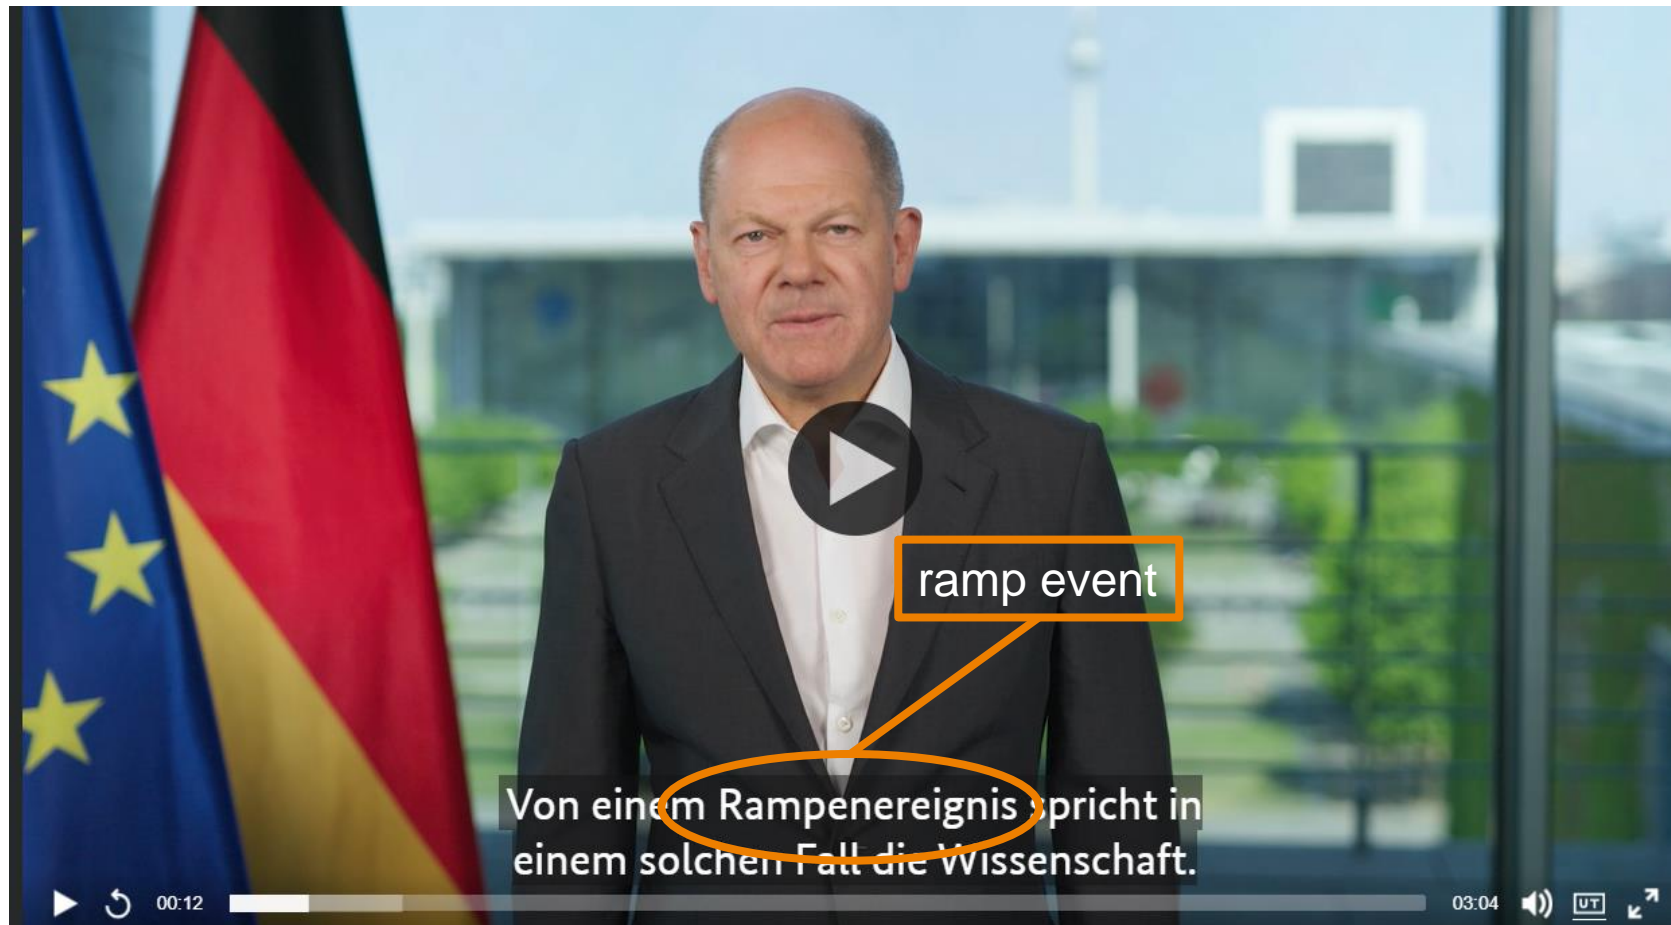 ramp event
Von einem Rampenereignis spricht in
einem solchen Fall die Wissenschaft.
00:12
03:04
UT